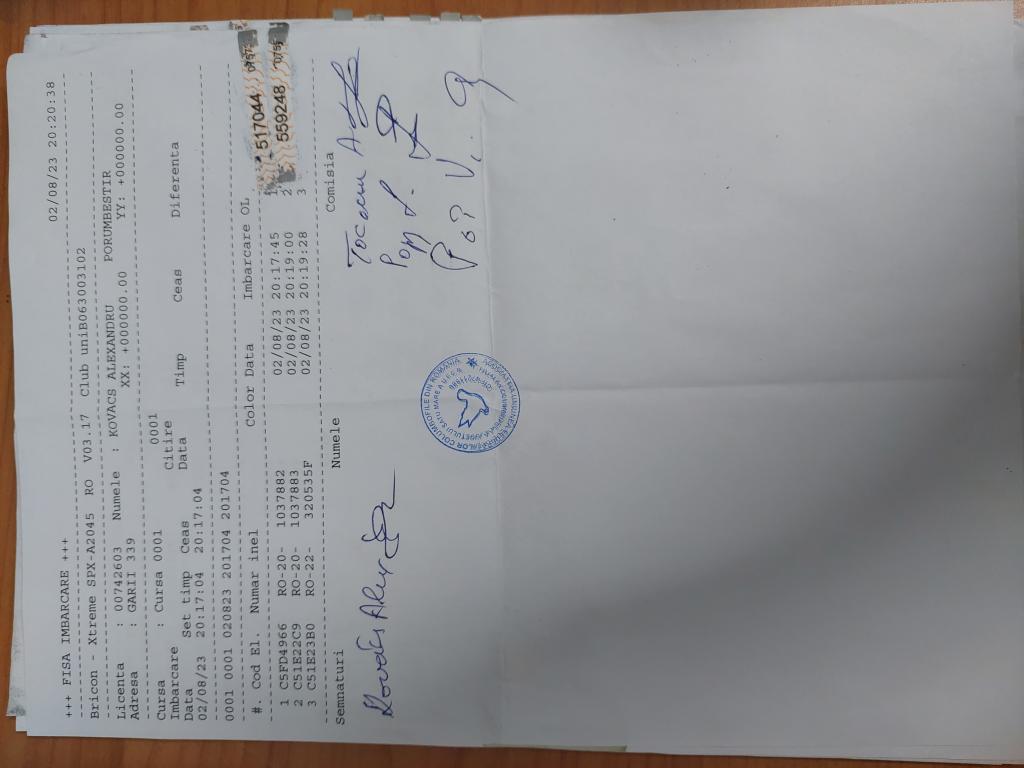 +++ FISA IMBARCARE +++ 02/08/23 20:20:38
Bricon - Xtreme SPX-A2045 RO V03.17 Club uniB063003102
Licenta : 00742603 Numele : KOVACS ALEXANDRU PORUMBESTIR
Adresa : GARII 339 XX: +000000.00 YY: +000000.00
Cursa : Cursa 0001 0001
Imbarcare Citire
Data Set timp Ceas Data Timp Ceas Diferenta
02/08/23 20:17:04 20:17:04
0001 0001 020823 201704 201704
#. Cod El. Numar inel Color Data Imbarcare OL.
1 C5FD4966 RO-20- 1037882 02/08/23 20:17:45 1
2 C51E22C9 RO-20- 1037883 02/08/23 20:19:00 2
3 C51E23B0 RO-22- 320535F 02/08/23 20:19:28 3
517044
559248
Semnaturi Numele Comisia
Kovacs Alex
Pop